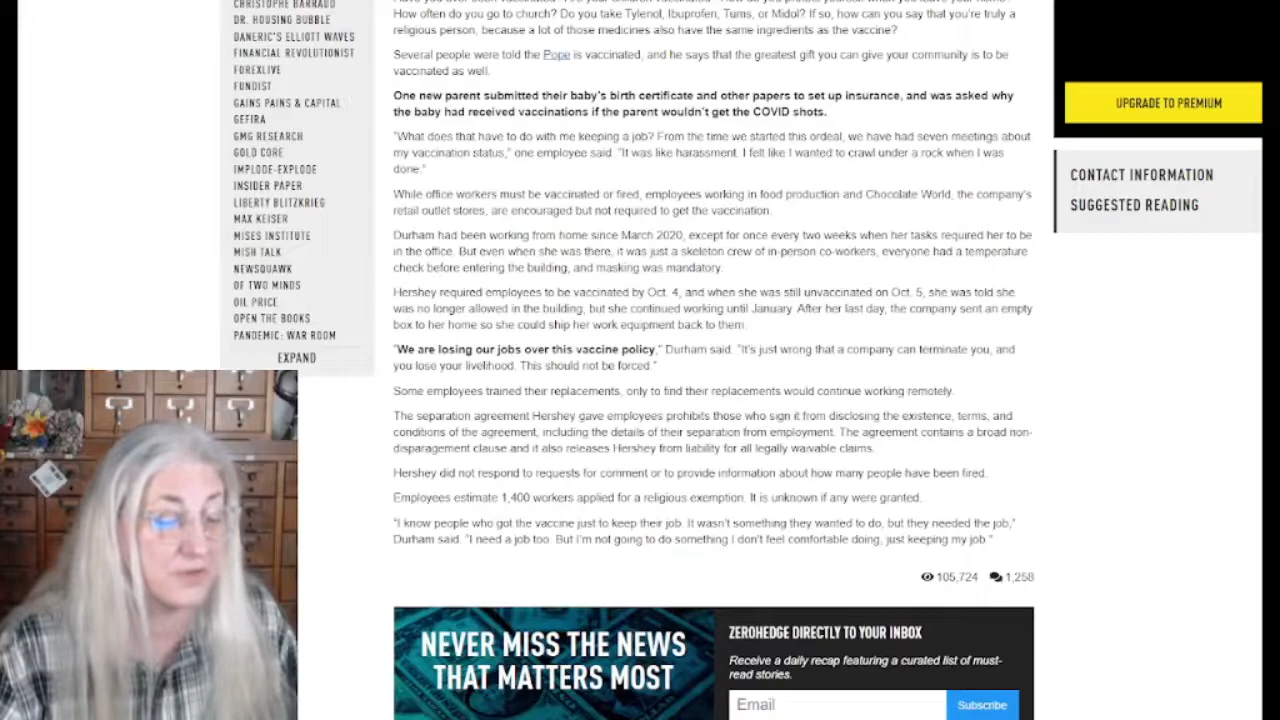 CHRISTOPHE BARRAUD
DR. HOUSING BUBBLE
DANERIC'S ELLIOTT WAVES
FINANCIAL REVOLUTIONIST
FOREXLIVE
FUNDIST
GAINS PAINS & CAPITAL
GEFIRA
GMG RESEARCH
GOLD CORE
IMPLODE-EXPLODE
INSIDER PAPER
LIBERTY BLITZKRIEG
MAX KEISER
MISES INSTITUTE
MISH TALK
NEWSQUAWK
OF TWO MINDS
OIL PRICE
OPEN THE BOOKS
PANDEMIC: WAR ROOM
EXPAND
How often do you go to church? Do you take Tylenol, Ibuprofen, Tums, or Midol? If so, how can you say that you're truly a
religious person, because a lot of those medicines also have the same ingredients as the vaccine?
Several people were told the Pope is vaccinated, and he says that the greatest gift you can give your community is to be
vaccinated as well.
One new parent submitted their baby's birth certificate and other papers to set up insurance, and was asked why
the baby had received vaccinations if the parent wouldn't get the COVID shots.
"What does that have to do with me keeping a job? From the time we started this ordeal, we have had seven meetings about
my vaccination status," one employee said. "It was like harassment. I felt like I wanted to crawl under a rock when I was
done."
While office workers must be vaccinated or fired, employees working in food production and Chocolate World, the company's
retail outlet stores, are encouraged but not required to get the vaccination.
Durham had been working from home since March 2020, except for once every two weeks when her tasks required her to be
in the office. But even when she was there, it was just a skeleton crew of in-person co-workers, everyone had a temperature
check before entering the building, and masking was mandatory.
Hershey required employees to be vaccinated by Oct. 4, and when she was still unvaccinated on Oct. 5, she was told she
was no longer allowed in the building, but she continued working until January. After her last day, the company sent an empty
box to her home so she could ship her work equipment back to them.
"We are losing our jobs over this vaccine policy," Durham said. "It's just wrong that a company can terminate you, and
you lose your livelihood. This should not be forced."
Some employees trained their replacements, only to find their replacements would continue working remotely.
The separation agreement Hershey gave employees prohibits those who sign it from disclosing the existence, terms, and
conditions of the agreement, including the details of their separation from employment. The agreement contains a broad non-
disparagement clause and it also releases Hershey from liability for all legally waivable claims.
Hershey did not respond to requests for comment or to provide information about how many people have been fired.
Employees estimate 1,400 workers applied for a religious exemption. It is unknown if any were granted.
"I know people who got the vaccine just to keep their job. It wasn't something they wanted to do, but they needed the job,"
Durham said. "I need a job too. But I'm not going to do something I don't feel comfortable doing, just keeping my job."
105,724 1,258
NEVER MISS THE NEWS
THAT MATTERS MOST
ZEROHEDGE DIRECTLY TO YOUR INBOX
Receive a daily recap featuring a curated list of must-
read stories.
Email
Subscribe
UPGRADE TO PREMIUM
CONTACT INFORMATION
SUGGESTED READING